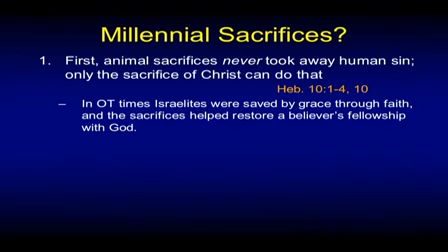 Millennial Sacrifices?
1. First, animal sacrifices never took away human sin;
only the sacrifice of Christ can do that
Heb. 10:1-4, 10
– In OT times Israelites were saved by grace through faith,
and the sacrifices helped restore a believer's fellowship
with God.